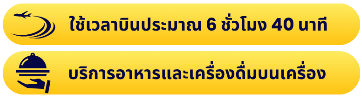 ใช้เวลาบินประมาณ 6 ชั่วโมง 40 นาที
บริการอาหารและเครื่องดื่มบนเครื่อง